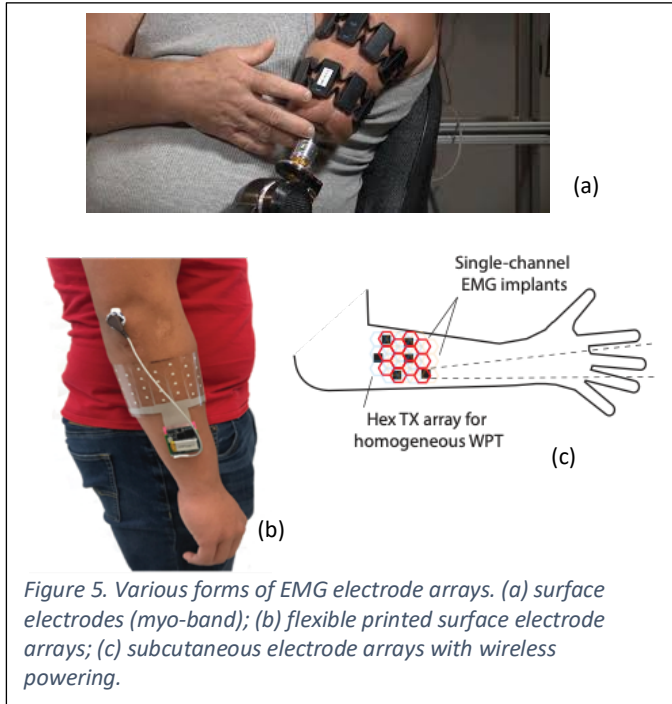 (a)
Single-channel
EMG implants
Hex TX array for
homogeneous WPT
(c)
(b)
Figure 5. Various forms of EMG electrode arrays. (a) surface
electrodes (myo-band); (b) flexible printed surface electrode
arrays; (c) subcutaneous electrode arrays with wireless
powering.